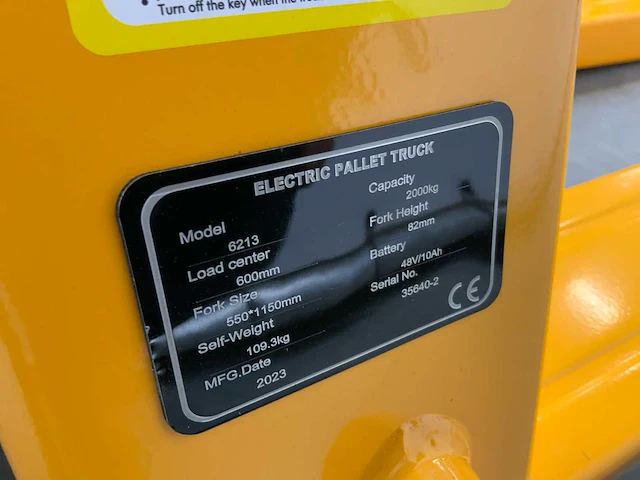 Turn off the key when the
ELECTRIC PALLET TRUCK
Model
6213
Load center
600mm
Fork Size
550*1150mm
Self-Weight
109.3kg
MFG.Date
2023
Capacity
2000kg
Fork Height
82mm
Battery
48V/10Ah
Serial No.
35640-2
CE